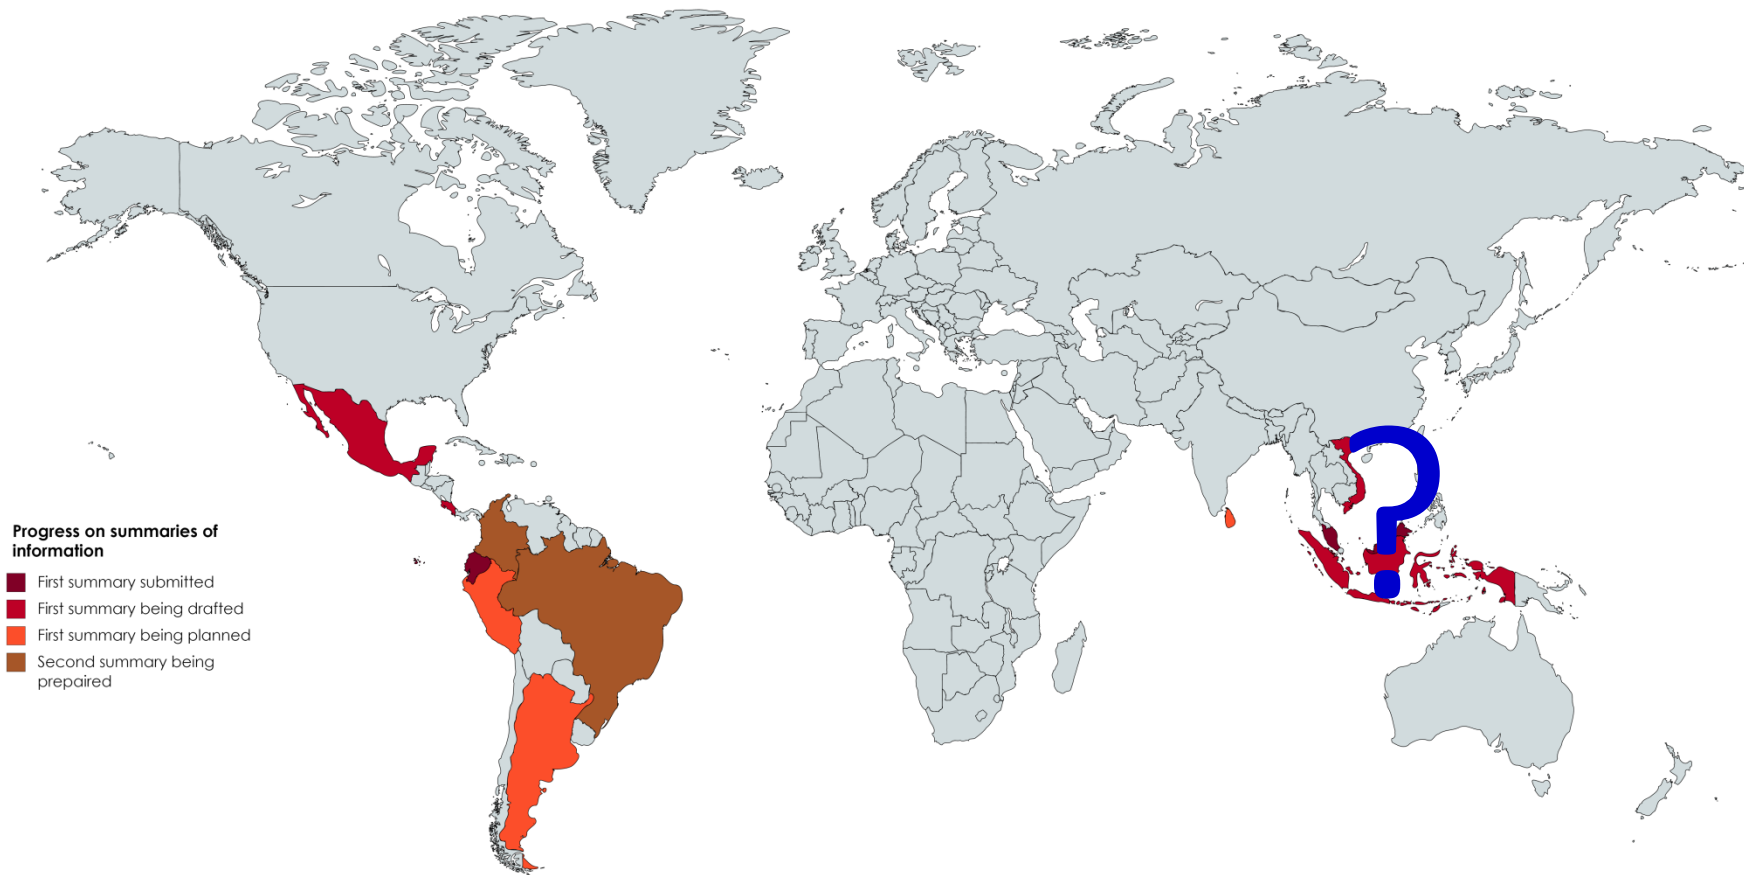 Progress on summaries of
information
First summary submitted
First summary being drafted
First summary being planned
Second summary being
prepaired
?